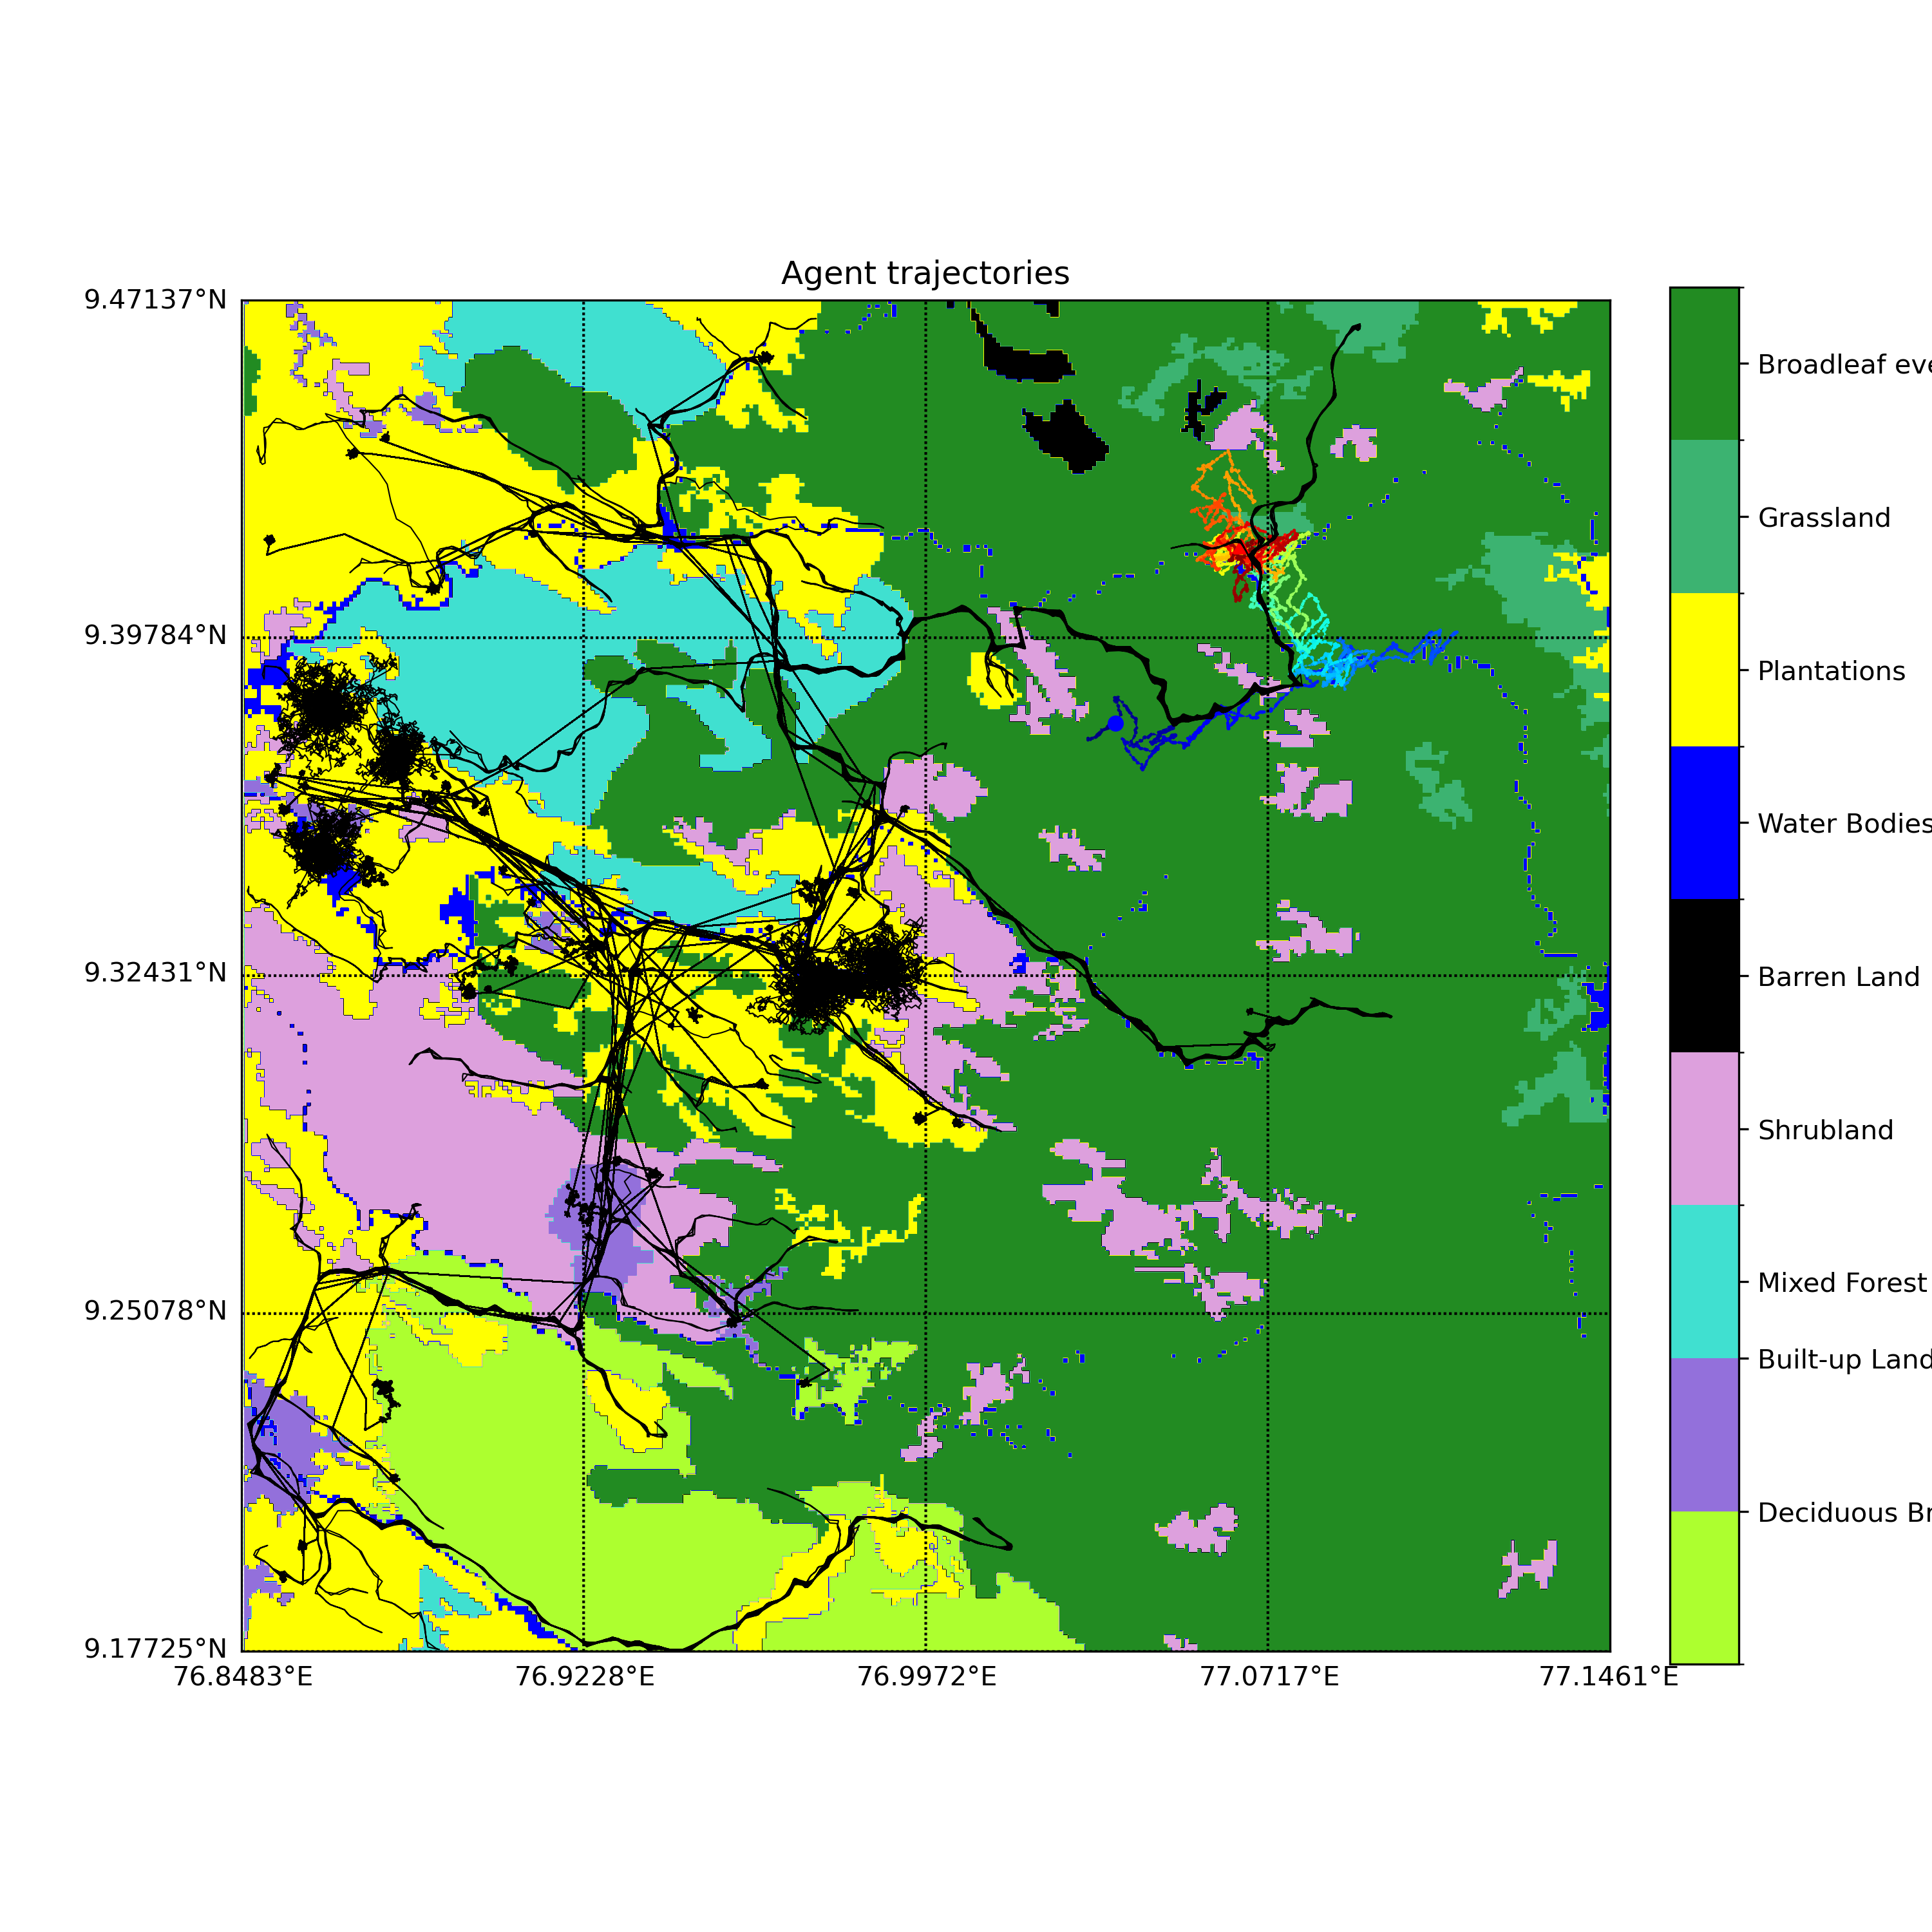 Agent trajectories
9.47137°N
9.39784°N
9.32431°N
9.25078°N
9.17725°N
76.8483°E
76.9228°E
76.9972°E
77.0717°E
77.1461°E
Broadleaf eve
Grassland
Plantations
Water Bodies
Barren Land
Shrubland
Mixed Forest
Built-up Land
Deciduous Br